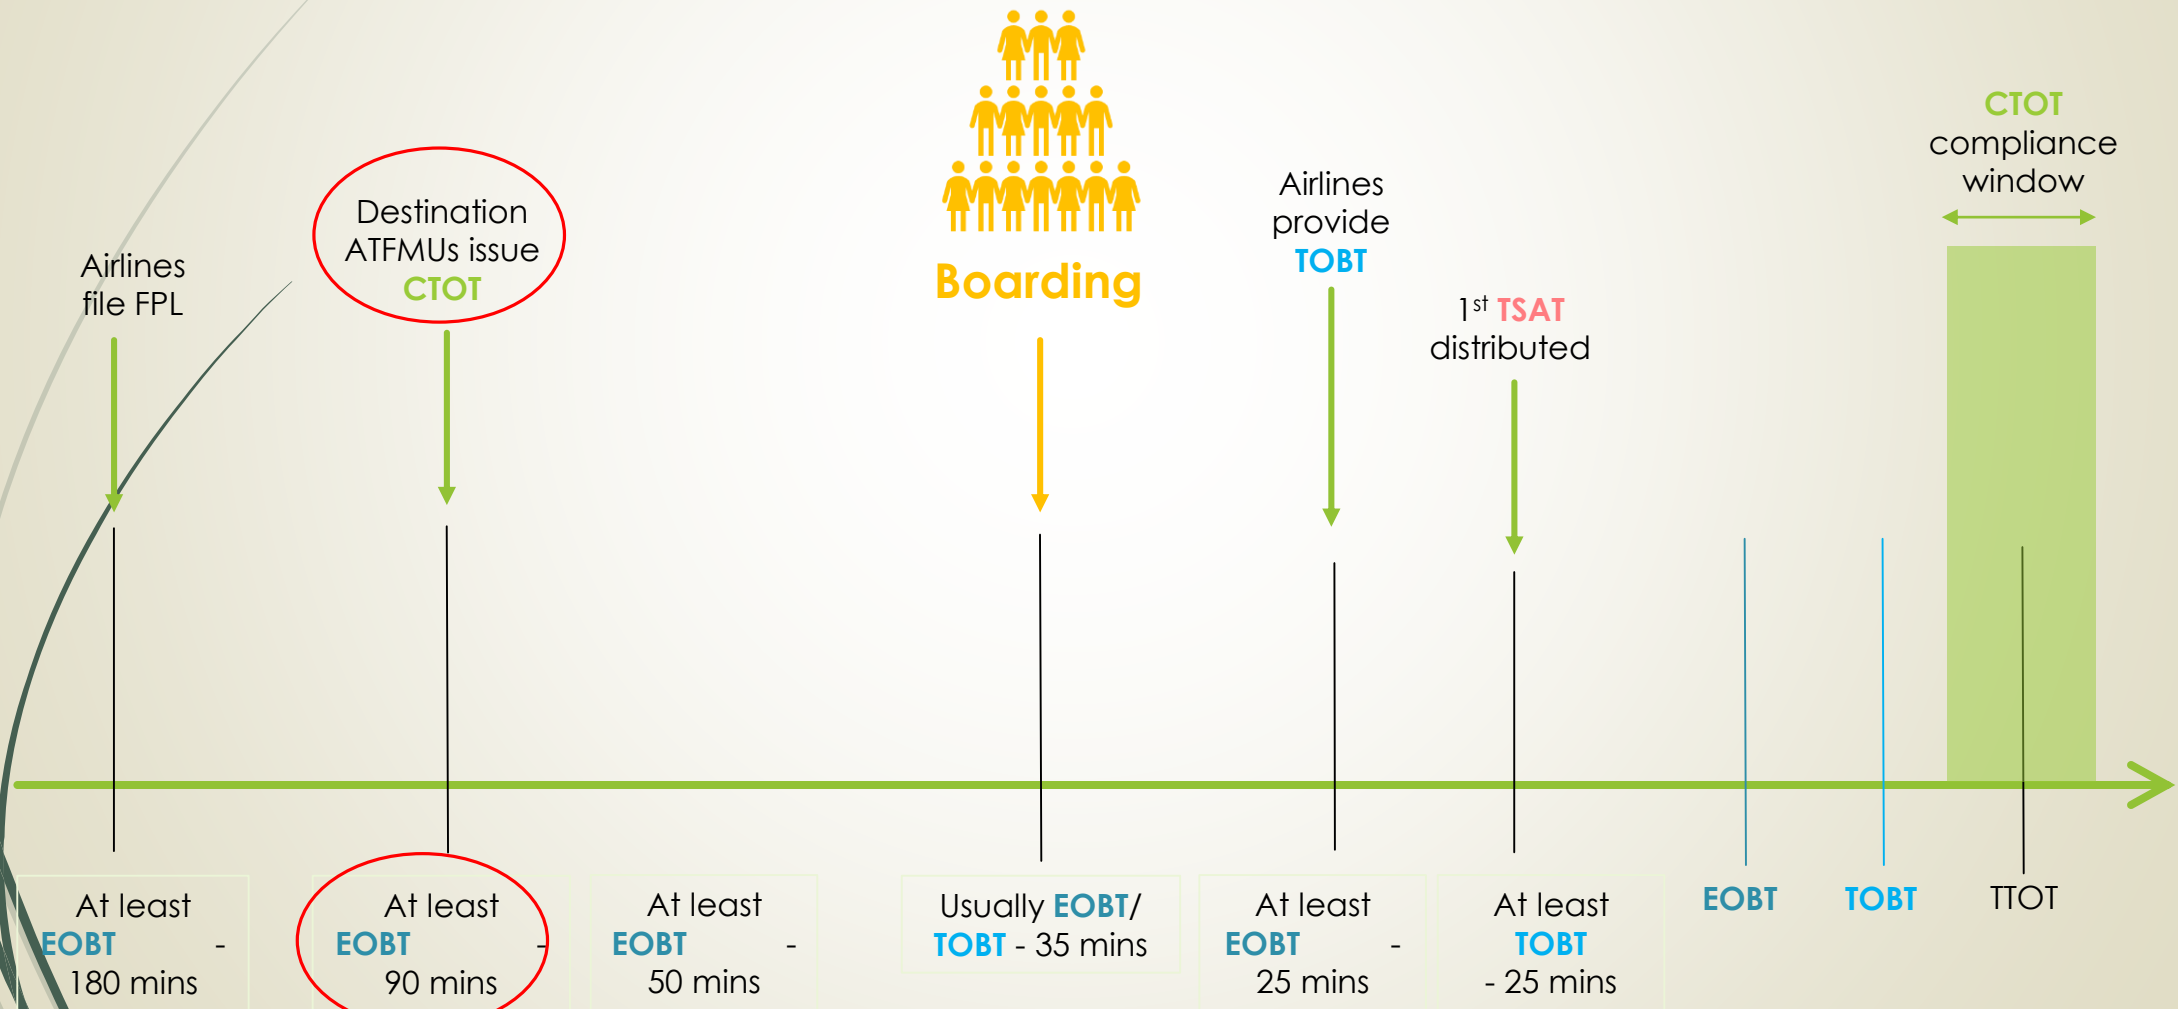 Airlines
file FPL
Destination
ATFMUs issue
CTOT
Boarding
Airlines
provide
TOBT
1st TSAT
distributed
CTOT
compliance
window
At least
EOBT -
180 mins
At least
EOBT -
90 mins
At least
EOBT -
50 mins
Usually EOBT/
TOBT - 35 mins
At least
EOBT -
25 mins
At least
TOBT
- 25 mins
EOBT
TOBT
TTOT